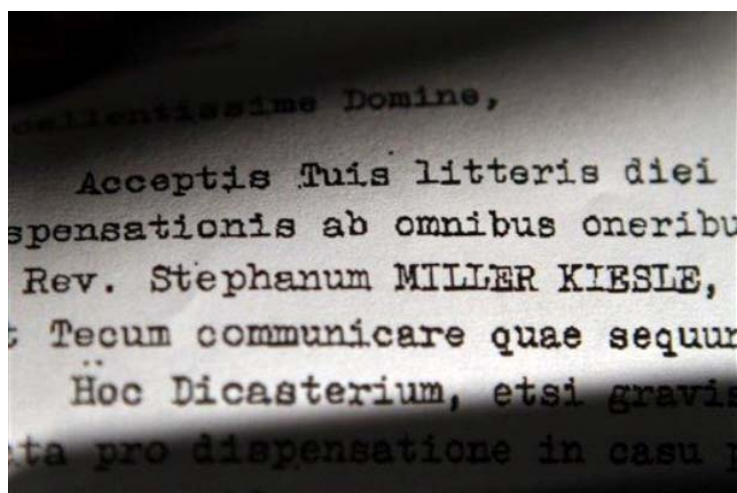 cellentissime Domine,
Acceptis Tuis litteris diei
spensationis ab omnibus oneribu
Rev. Stephanum MILLER KIESLE,
t Tecum communicare quae sequun
Hoc Dicasterium, etsi gravis
ta pro dispensatione in casu p